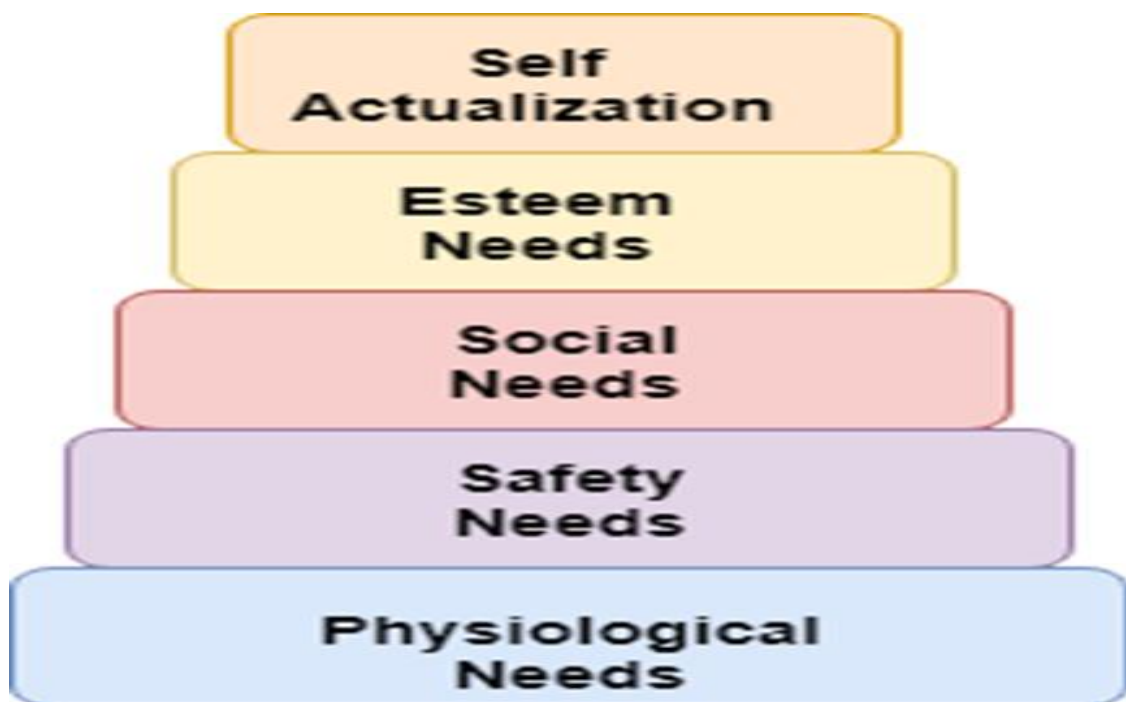 Self
Actualization
Esteem
Needs
Social
Needs
Safety
Needs
Physiological
Needs